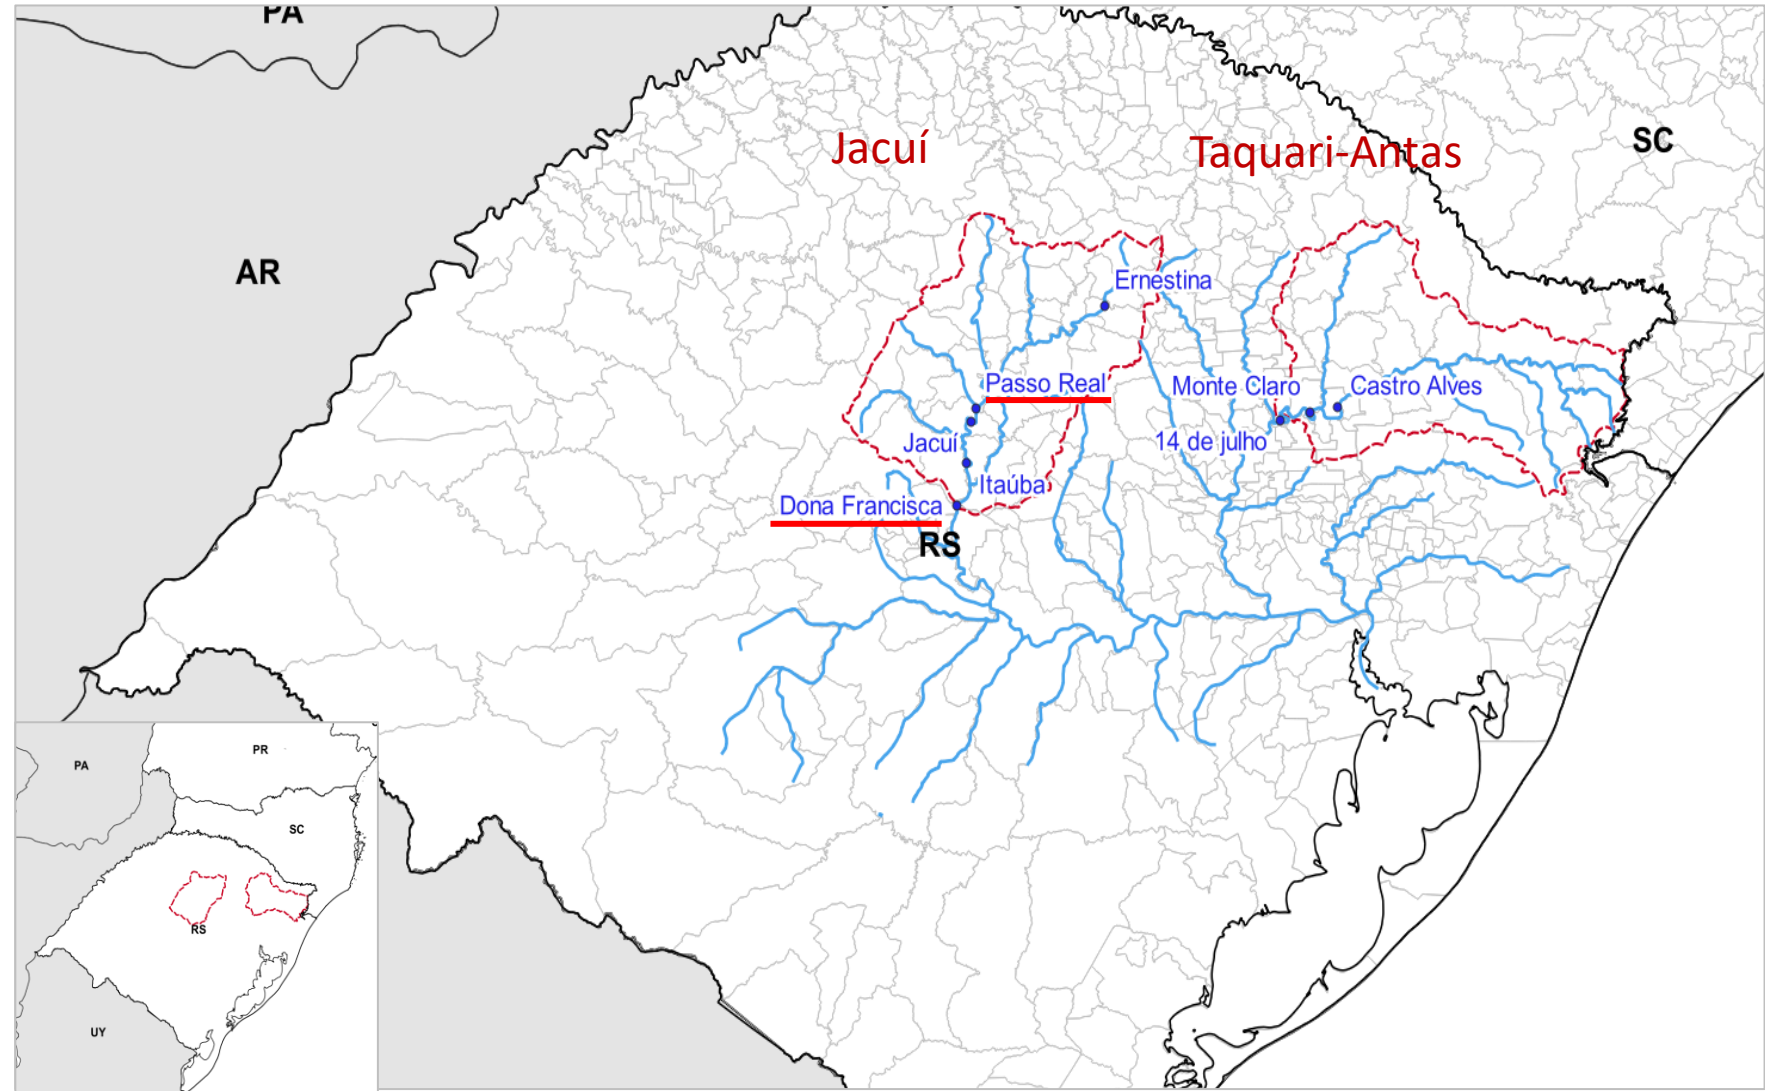 PA
Jacuí
Taquari-Antas
SC
AR
Ernestina
Passo Real
Monte Claro
Castro Alves
Jacuí
14 de julho
Itaúba
Dona Francisca
RS
PR
PA
SC
RS
UY